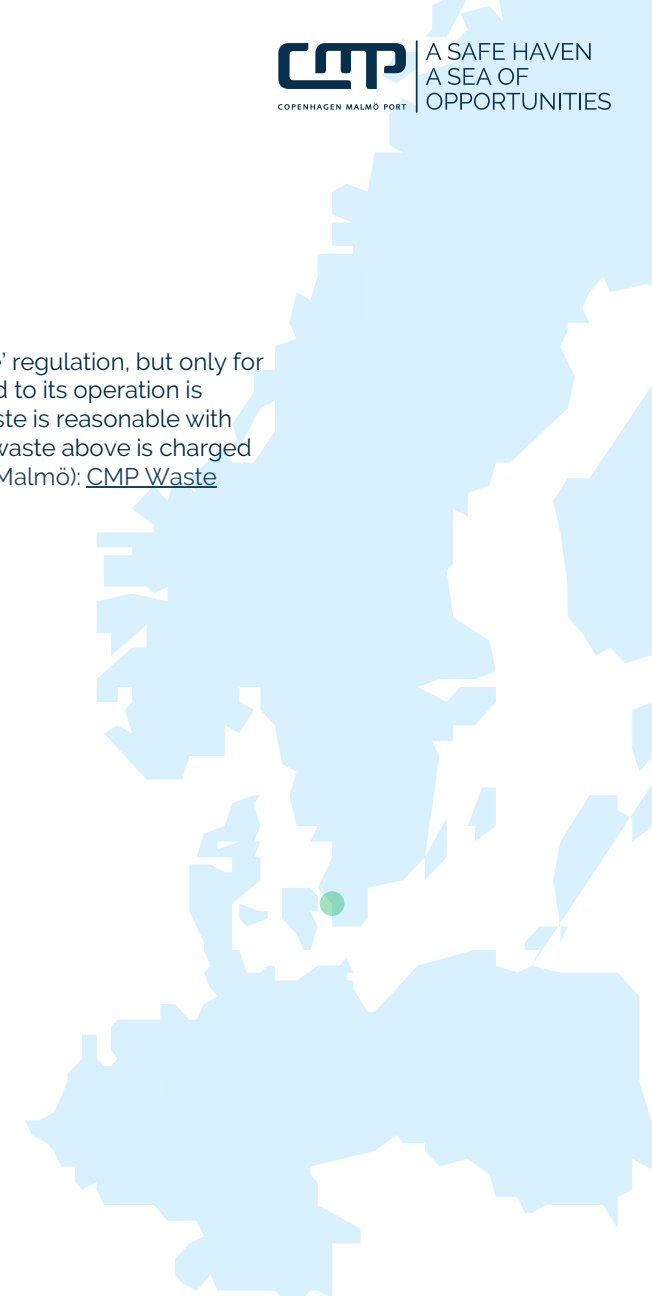 cmp
COPENHAGEN MALMÖ PORT
A SAFE HAVEN
A SEA OF
OPPORTUNITIES
' regulation, but only for
d to its operation is
ste is reasonable with
waste above is charged
Malmö): CMP Waste